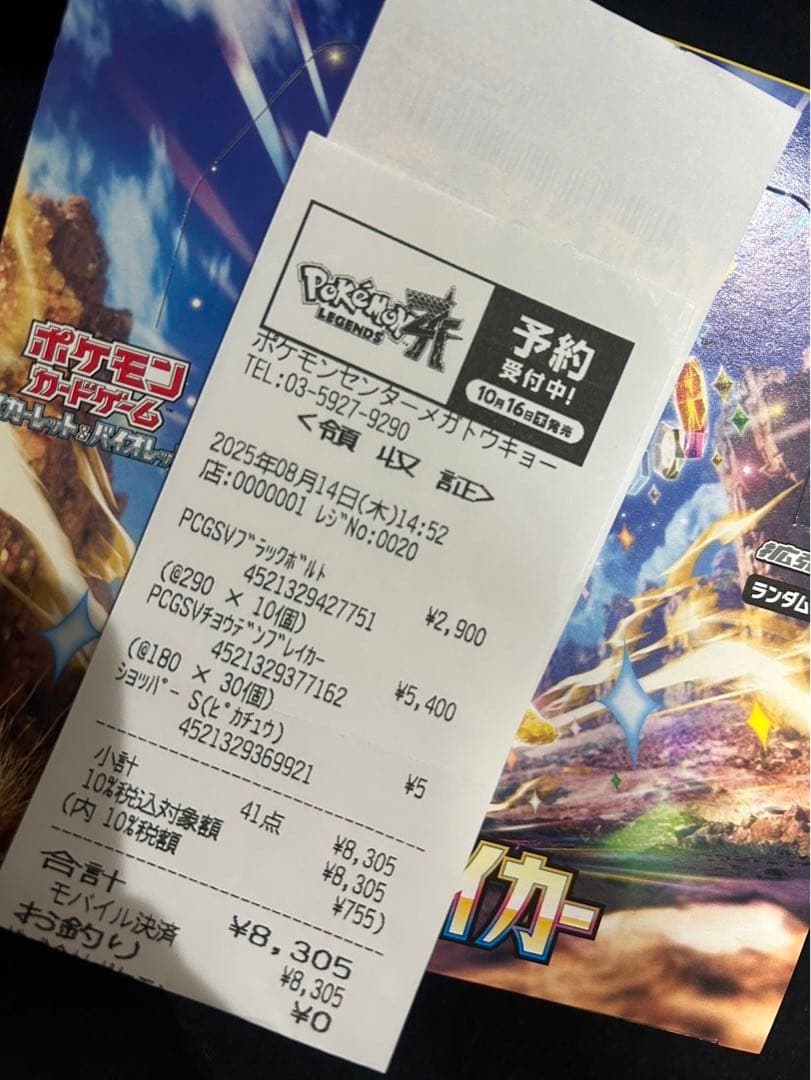 ポケモン
カードゲーム
スカーレット&バイオレット
POKÉMON
LEGENDS
ZA
予約
受付中!
10月16日㊍発売
ポケモンセンターメガトウキョー
TEL:03-5927-9290
<領収証>
2025年08月14日(木)14:52
店:0000001 レジNo:0020
PCGSVブラックボルト
4521329427751 ¥2,900
(@290 × 10個)
PCGSVチョウデンブレイカー
4521329377162 ¥5,400
(@180 × 30個)
ショッパー S(ピカチュウ)
4521329369921 ¥5
小計 41点 ¥8,305
10%税込対象額 ¥8,305
(内 10%税額 ¥755)
合計 ¥8,305
モバイル決済 ¥8,305
お釣り ¥0
ランダム
イカー